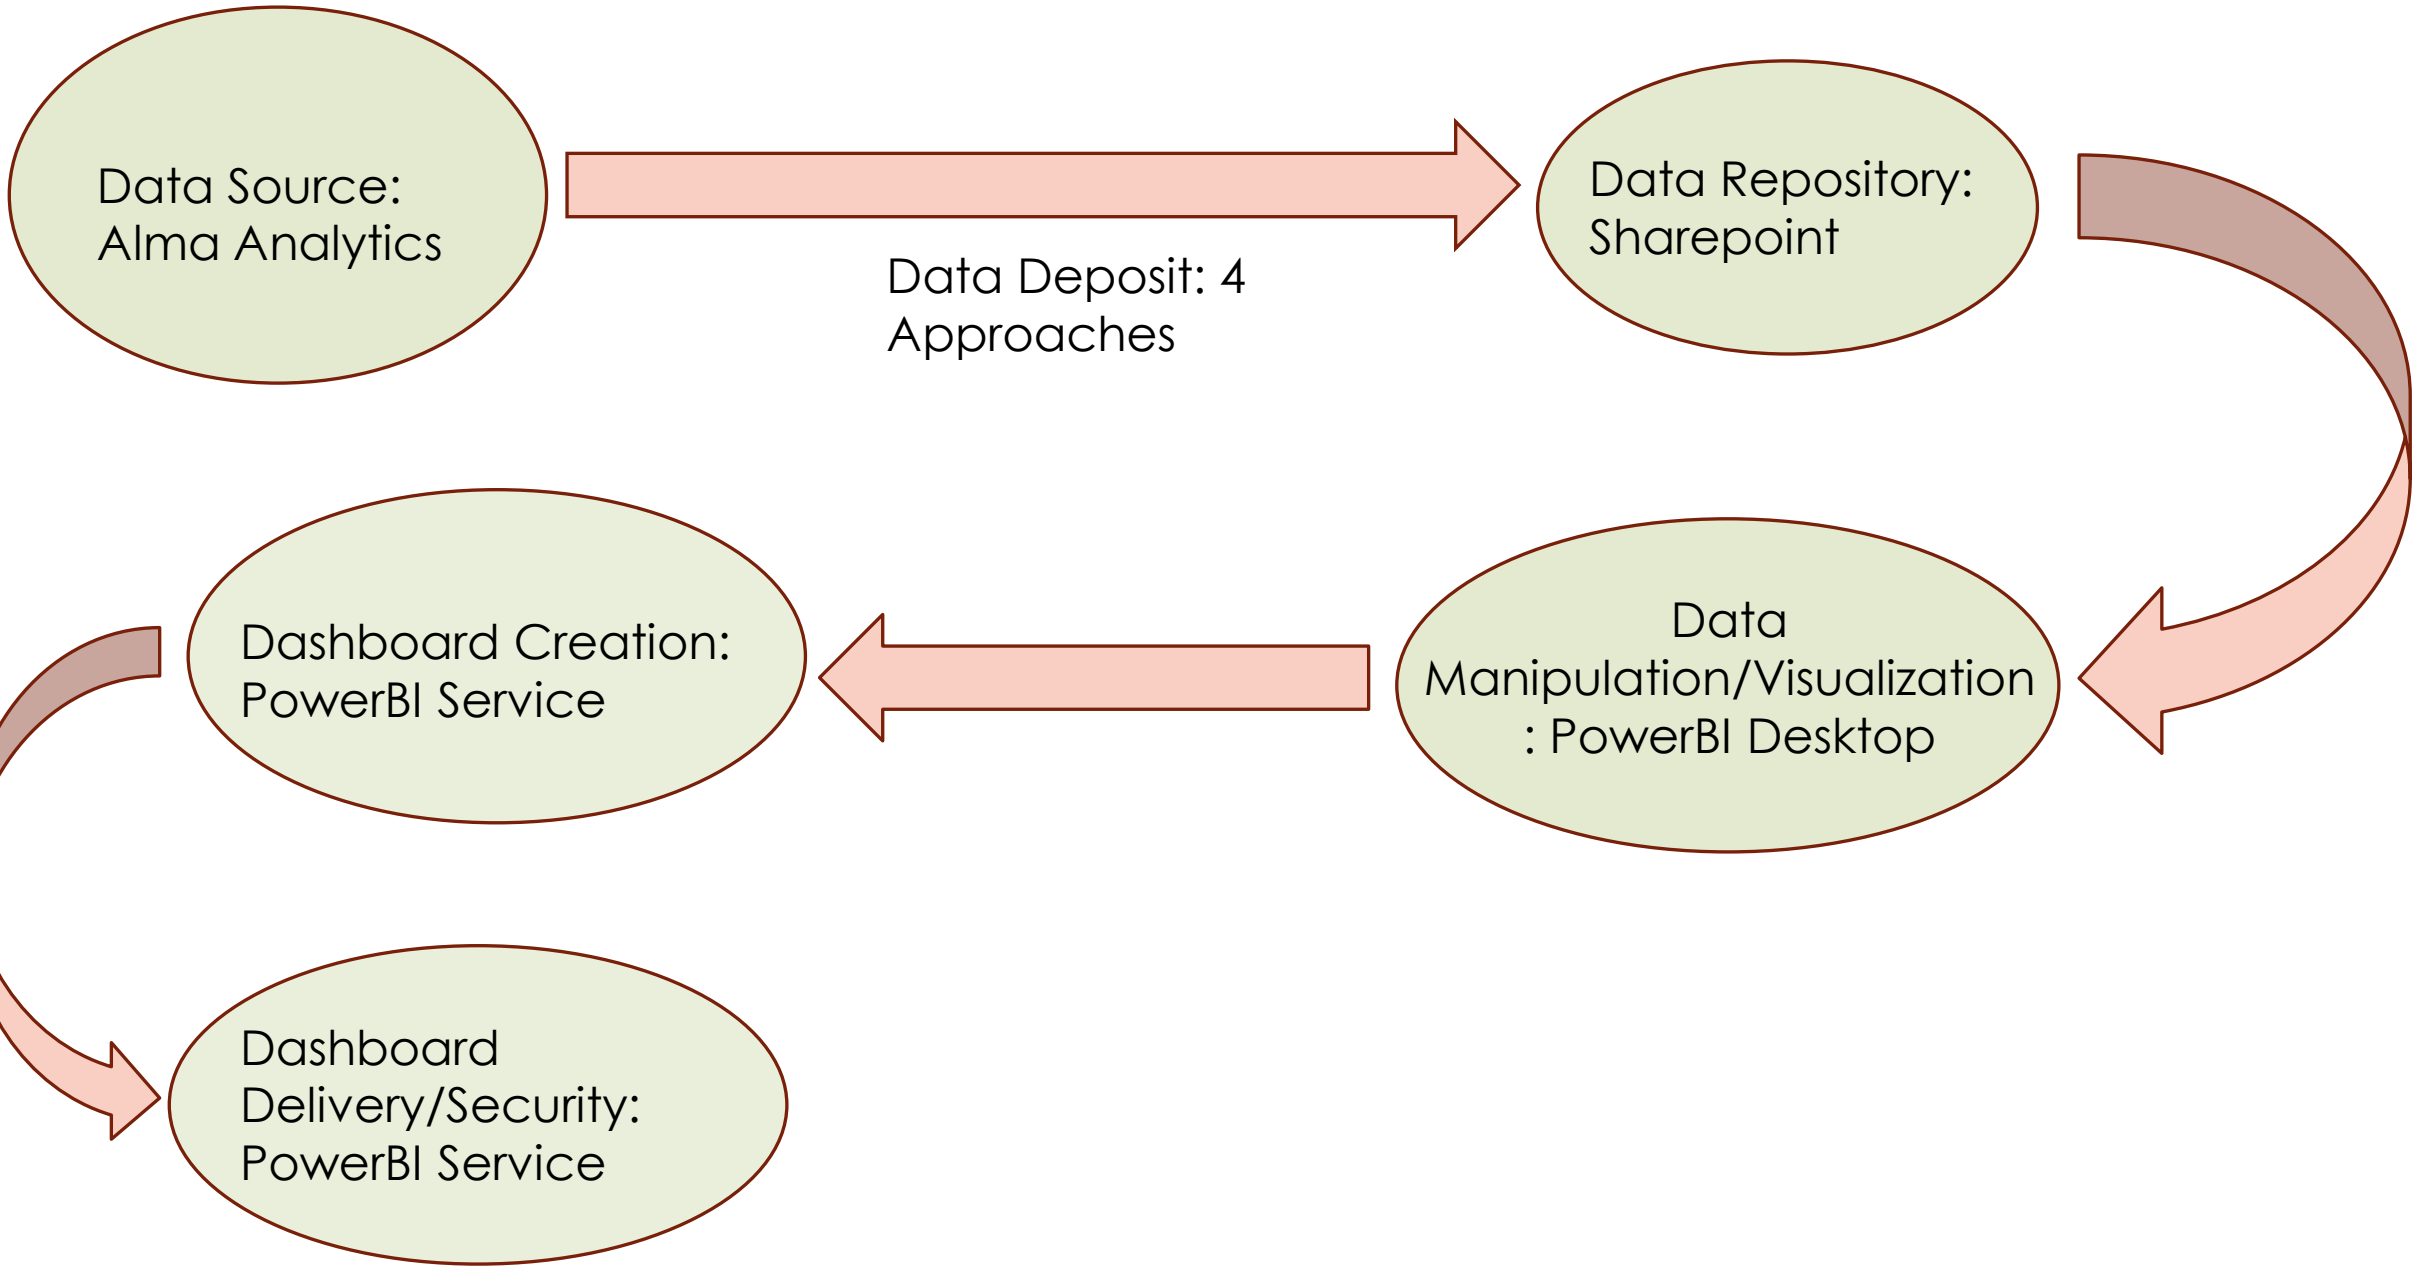 Data Source:
Alma Analytics
Data Deposit: 4
Approaches
Data Repository:
Sharepoint
Data
Manipulation/Visualization
: PowerBI Desktop
Dashboard Creation:
PowerBI Service
Dashboard
Delivery/Security:
PowerBI Service